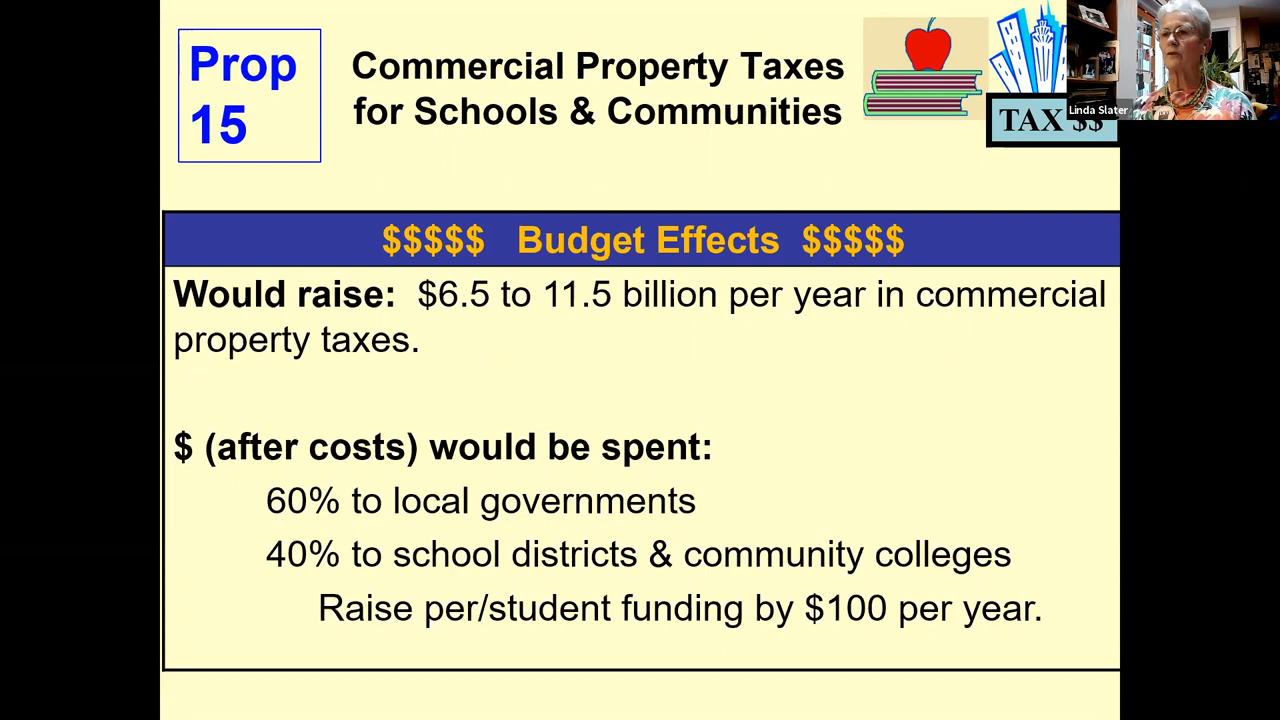 Prop
15
Commercial Property Taxes
for Schools & Communities
TAX $$
Linda Slater
$$$$$ Budget Effects $$$$$
Would raise: $6.5 to 11.5 billion per year in commercial
property taxes.
$ (after costs) would be spent:
60% to local governments
40% to school districts & community colleges
Raise per/student funding by $100 per year.